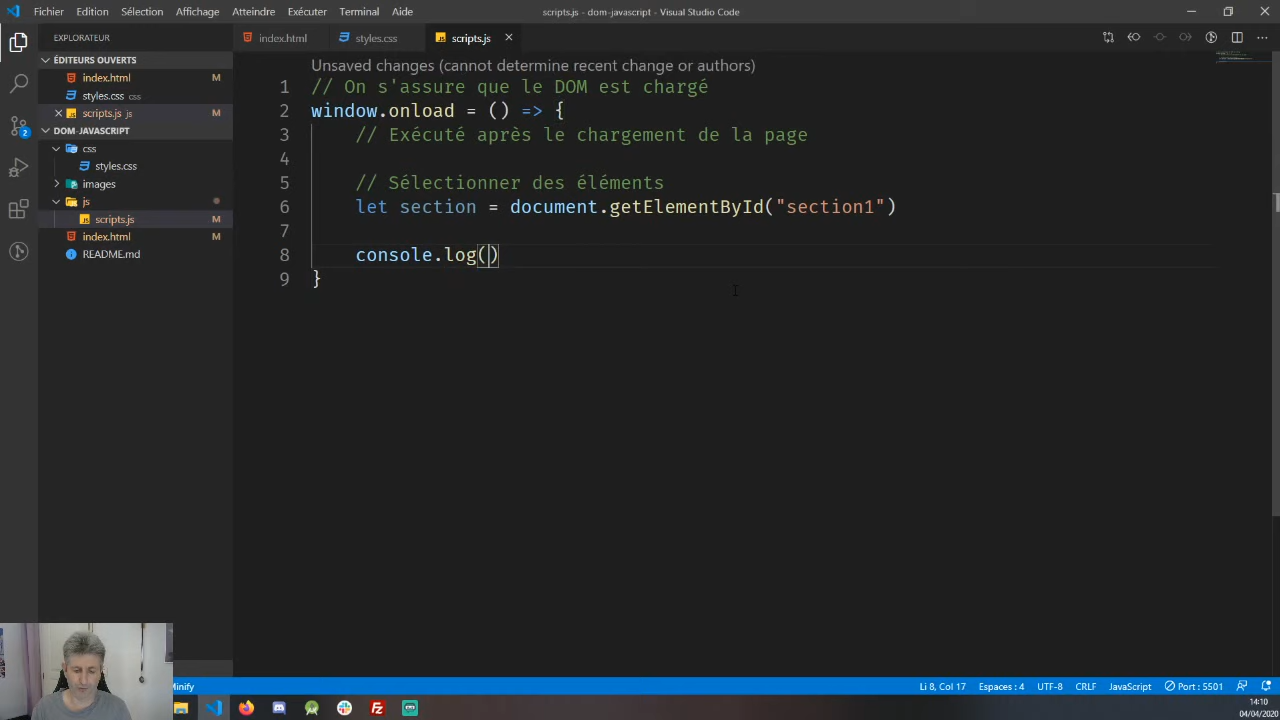 Fichier Edition Sélection Affichage Atteindre Exécuter Terminal Aide
scripts.js - dom-javascript - Visual Studio Code
EXPLORATEUR
index.html
styles.css
scripts.js
ÉDITEURS OUVERTS
index.html M
styles.css css
scripts.js js M
DOM-JAVASCRIPT
css
styles.css
images
js
scripts.js M
index.html M
README.md
2
Unsaved changes (cannot determine recent change or authors)
1 // On s'assure que le DOM est chargé
2 window.onload = () => {
3 // Exécuté après le chargement de la page
4
5 // Sélectionner des éléments
6 let section = document.getElementById("section1")
7
8 console.log()
9 }
Minify
Li 8, Col 17 Espaces : 4 UTF-8 CRLF JavaScript Port : 5501
14:10
04/04/2020